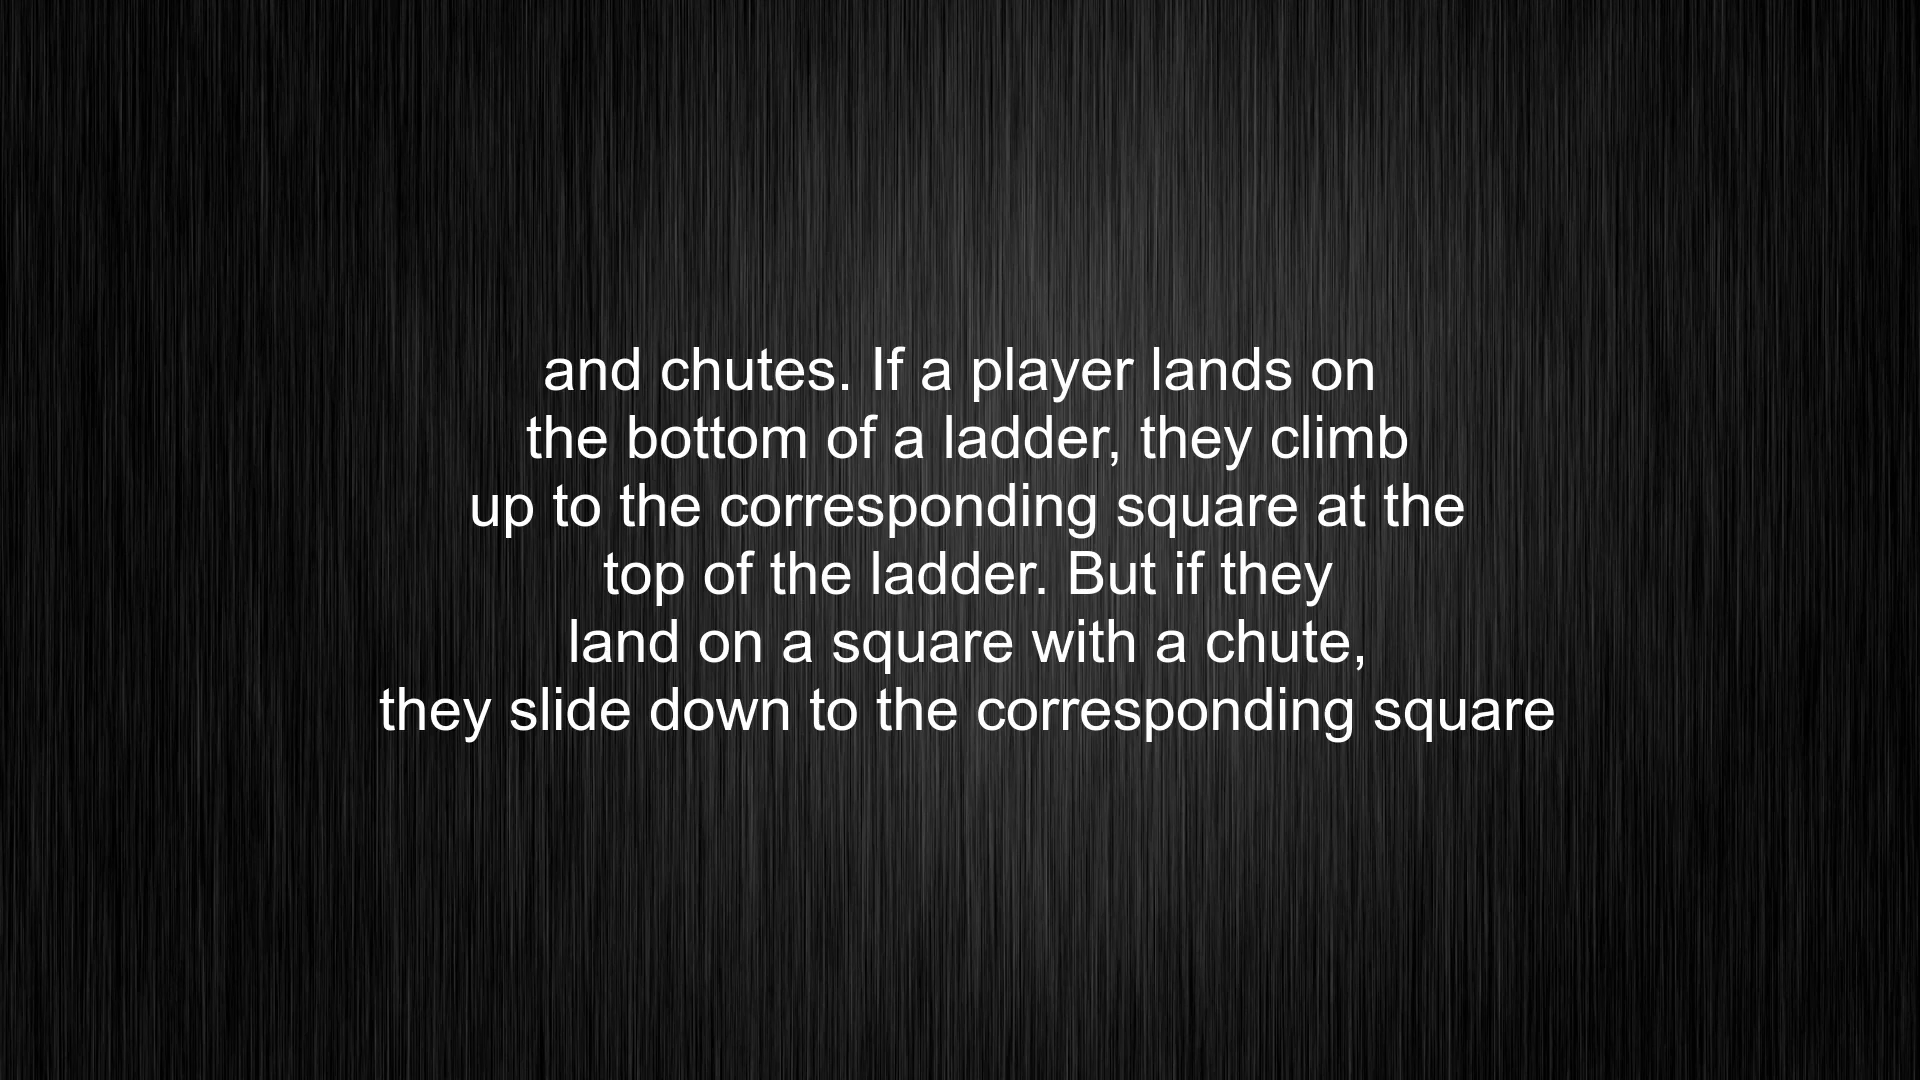 and chutes. If a player lands on
the bottom of a ladder, they climb
up to the corresponding square at the
top of the ladder. But if they
land on a square with a chute,
they slide down to the corresponding square